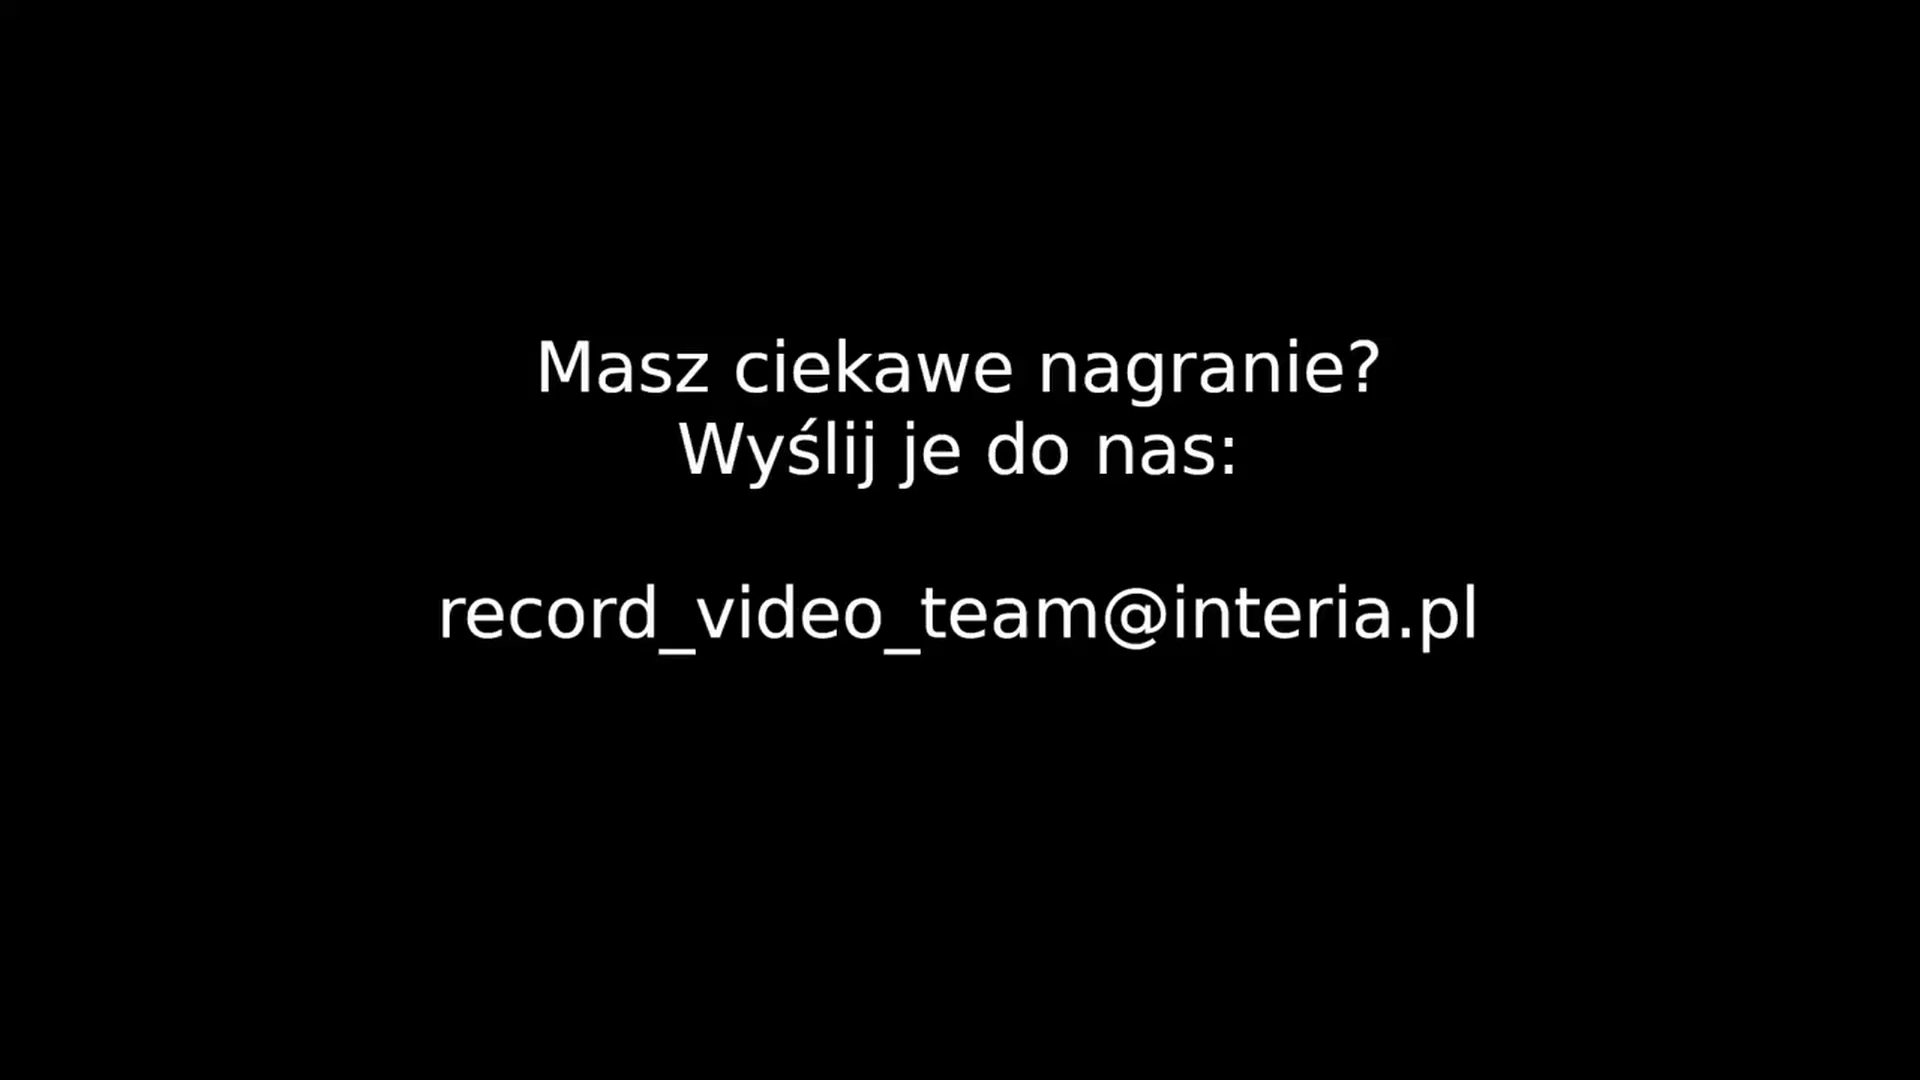 Masz ciekawe nagranie?
Wyślij je do nas:
record_video_team@interia.pl